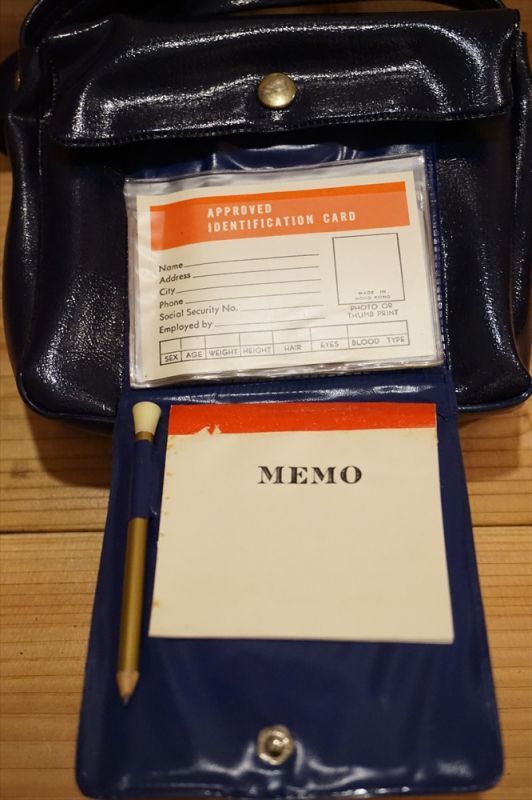 APPROVED
IDENTIFICATION CARD
Name
Address
City
Phone
Social Security No.
Employed by
MADE IN
HONG KONG
PHOTO OR
THUMB PRINT
SEX AGE WEIGHT HEIGHT HAIR EYES BLOOD TYPE
MEMO